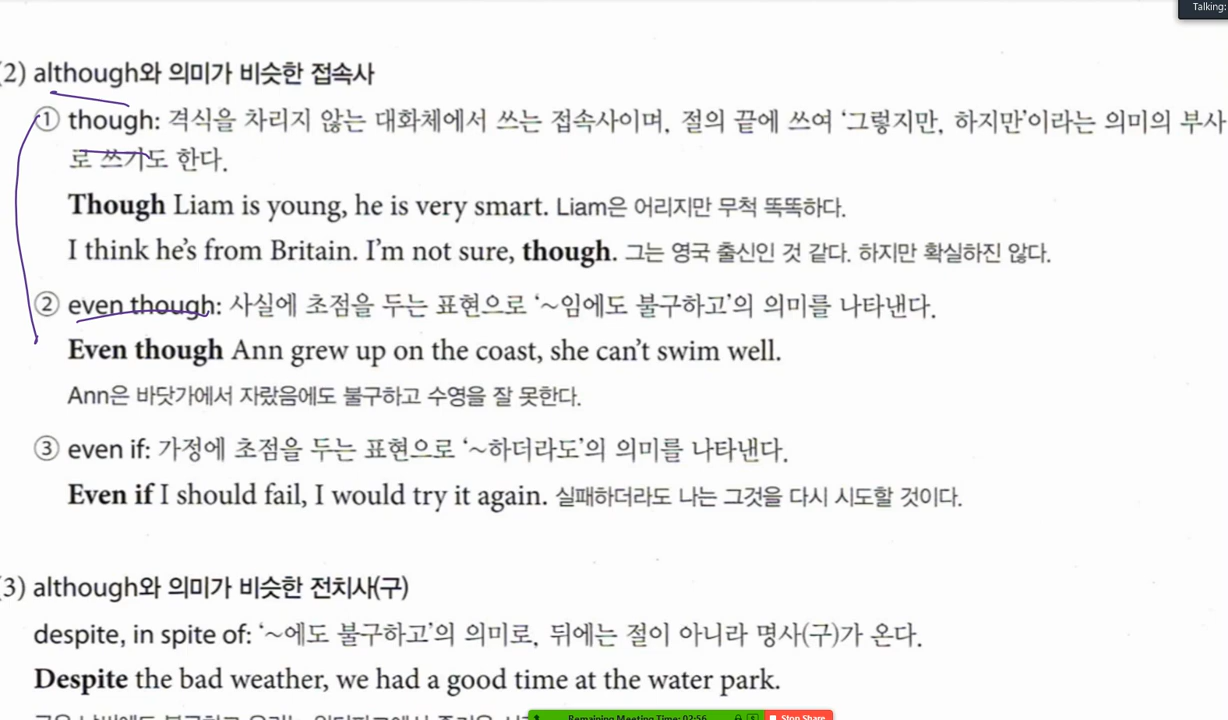 Talking:
(2) although와 의미가 비슷한 접속사
① though: 격식을 차리지 않는 대화체에서 쓰는 접속사이며, 절의 끝에 쓰여 ‘그렇지만, 하지만’이라는 의미의 부사
로 쓰기도 한다.
Though Liam is young, he is very smart. Liam은 어리지만 무척 똑똑하다.
I think he’s from Britain. I’m not sure, though. 그는 영국 출신인 것 같다. 하지만 확실하진 않다.
② even though: 사실에 초점을 두는 표현으로 ‘~임에도 불구하고’의 의미를 나타낸다.
Even though Ann grew up on the coast, she can’t swim well.
Ann은 바닷가에서 자랐음에도 불구하고 수영을 잘 못한다.
③ even if: 가정에 초점을 두는 표현으로 ‘~하더라도’의 의미를 나타낸다.
Even if I should fail, I would try it again. 실패하더라도 나는 그것을 다시 시도할 것이다.
(3) although와 의미가 비슷한 전치사(구)
despite, in spite of: ‘~에도 불구하고’의 의미로, 뒤에는 절이 아니라 명사(구)가 온다.
Despite the bad weather, we had a good time at the water park.
Remaining Meeting Time: 02:56
Stop Share